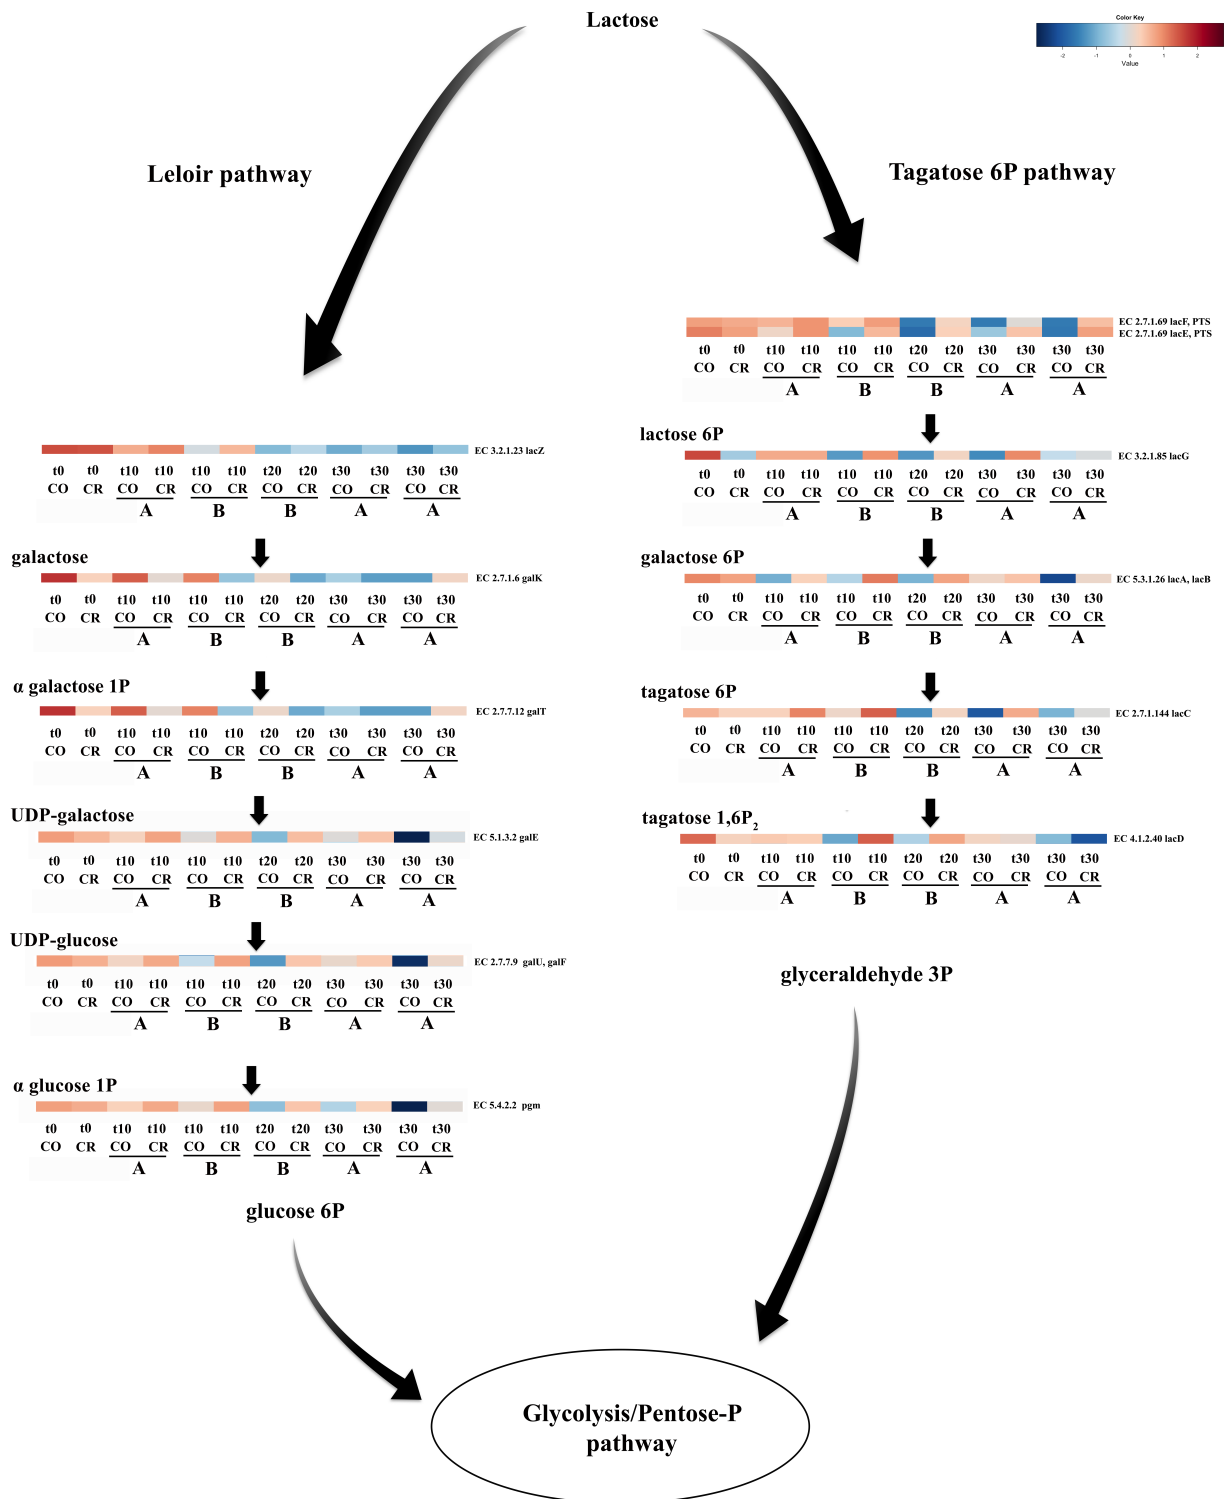 Lactose
Color Key
-2 -1 0 1 2
Value
Leloir pathway
Tagatose 6P pathway
EC 2.7.1.69 lacF, PTS
EC 2.7.1.69 lacE, PTS
t0 t0 t10 t10 t10 t10 t20 t20 t30 t30 t30 t30
CO CR CO CR CO CR CO CR CO CR CO CR
A B B A A
lactose 6P
EC 3.2.1.85 lacG
t0 t0 t10 t10 t10 t10 t20 t20 t30 t30 t30 t30
CO CR CO CR CO CR CO CR CO CR CO CR
A B B A A
galactose 6P
EC 5.3.1.26 lacA, lacB
t0 t0 t10 t10 t10 t10 t20 t20 t30 t30 t30 t30
CO CR CO CR CO CR CO CR CO CR CO CR
A B B A A
tagatose 6P
EC 2.7.1.144 lacC
t0 t0 t10 t10 t10 t10 t20 t20 t30 t30 t30 t30
CO CR CO CR CO CR CO CR CO CR CO CR
A B B A A
tagatose 1,6P₂
EC 4.1.2.40 lacD
t0 t0 t10 t10 t10 t10 t20 t20 t30 t30 t30 t30
CO CR CO CR CO CR CO CR CO CR CO CR
A B B A A
glyceraldehyde 3P
EC 3.2.1.23 lacZ
t0 t0 t10 t10 t10 t10 t20 t20 t30 t30 t30 t30
CO CR CO CR CO CR CO CR CO CR CO CR
A B B A A
galactose
EC 2.7.1.6 galK
t0 t0 t10 t10 t10 t10 t20 t20 t30 t30 t30 t30
CO CR CO CR CO CR CO CR CO CR CO CR
A B B A A
α galactose 1P
EC 2.7.7.12 galT
t0 t0 t10 t10 t10 t10 t20 t20 t30 t30 t30 t30
CO CR CO CR CO CR CO CR CO CR CO CR
A B B A A
UDP-galactose
EC 5.1.3.2 galE
t0 t0 t10 t10 t10 t10 t20 t20 t30 t30 t30 t30
CO CR CO CR CO CR CO CR CO CR CO CR
A B B A A
UDP-glucose
EC 2.7.7.9 galU, galF
t0 t0 t10 t10 t10 t10 t20 t20 t30 t30 t30 t30
CO CR CO CR CO CR CO CR CO CR CO CR
A B B A A
α glucose 1P
EC 5.4.2.2 pgm
t0 t0 t10 t10 t10 t10 t20 t20 t30 t30 t30 t30
CO CR CO CR CO CR CO CR CO CR CO CR
A B B A A
glucose 6P
Glycolysis/Pentose-P
pathway